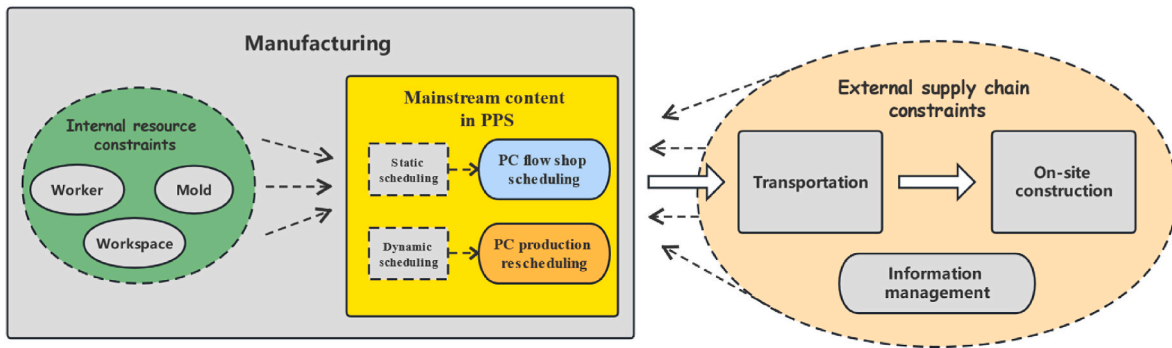 Manufacturing
Internal resource
constraints
Worker
Mold
Workspace
Mainstream content
in PPS
Static
scheduling
PC flow shop
scheduling
Dynamic
scheduling
PC production
rescheduling
External supply chain
constraints
Transportation
On-site
construction
Information
management